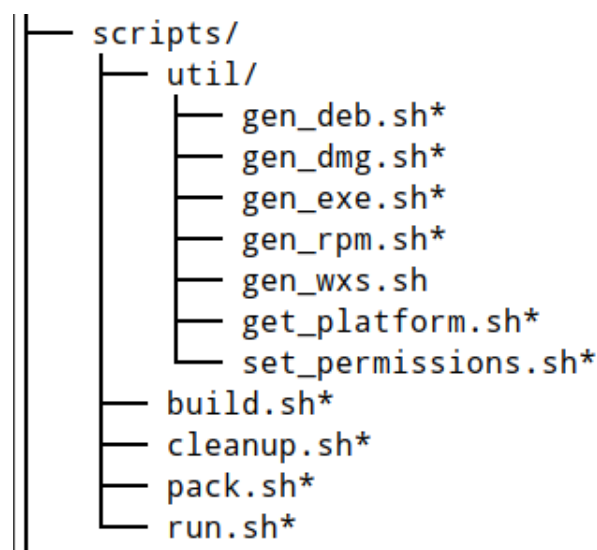 scripts/
util/
gen_deb.sh*
gen_dmg.sh*
gen_exe.sh*
gen_rpm.sh*
gen_wxs.sh
get_platform.sh*
set_permissions.sh*
build.sh*
cleanup.sh*
pack.sh*
run.sh*